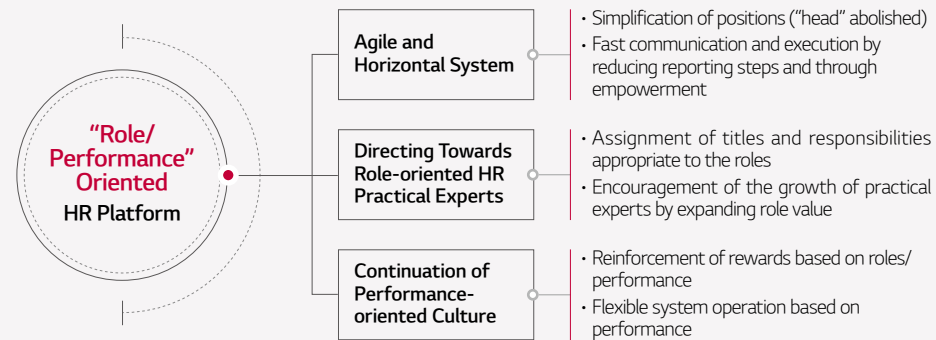 “Role/
Performance”
Oriented
HR Platform
Agile and
Horizontal System
· Simplification of positions (“head” abolished)
· Fast communication and execution by
reducing reporting steps and through
empowerment
Directing Towards
Role-oriented HR
Practical Experts
· Assignment of titles and responsibilities
appropriate to the roles
· Encouragement of the growth of practical
experts by expanding role value
Continuation of
Performance-
oriented Culture
· Reinforcement of rewards based on roles/
performance
· Flexible system operation based on
performance